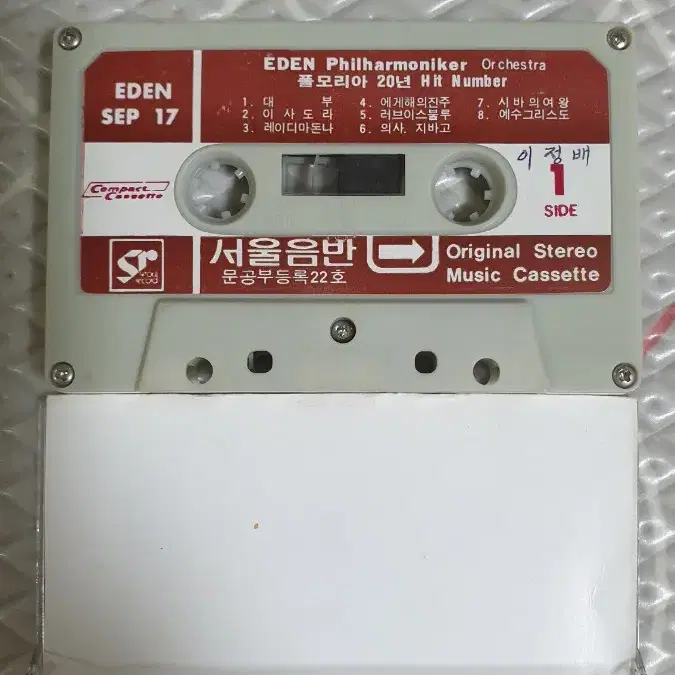 EDEN
SEP 17
EDEN Philharmoniker Orchestra
폴모리아 20년 Hit Number
1. 대 부
2. 이 사 도 라
3. 레이디마돈나
4. 에게해의진주
5. 러브이스불루
6. 의사. 지바고
7. 시 바 의 여 왕
8. 예수그리스도
Compact
Cassette
이 정 배
1
SIDE
sr
서울음반
문공부등록22호
Original Stereo
Music Cassette